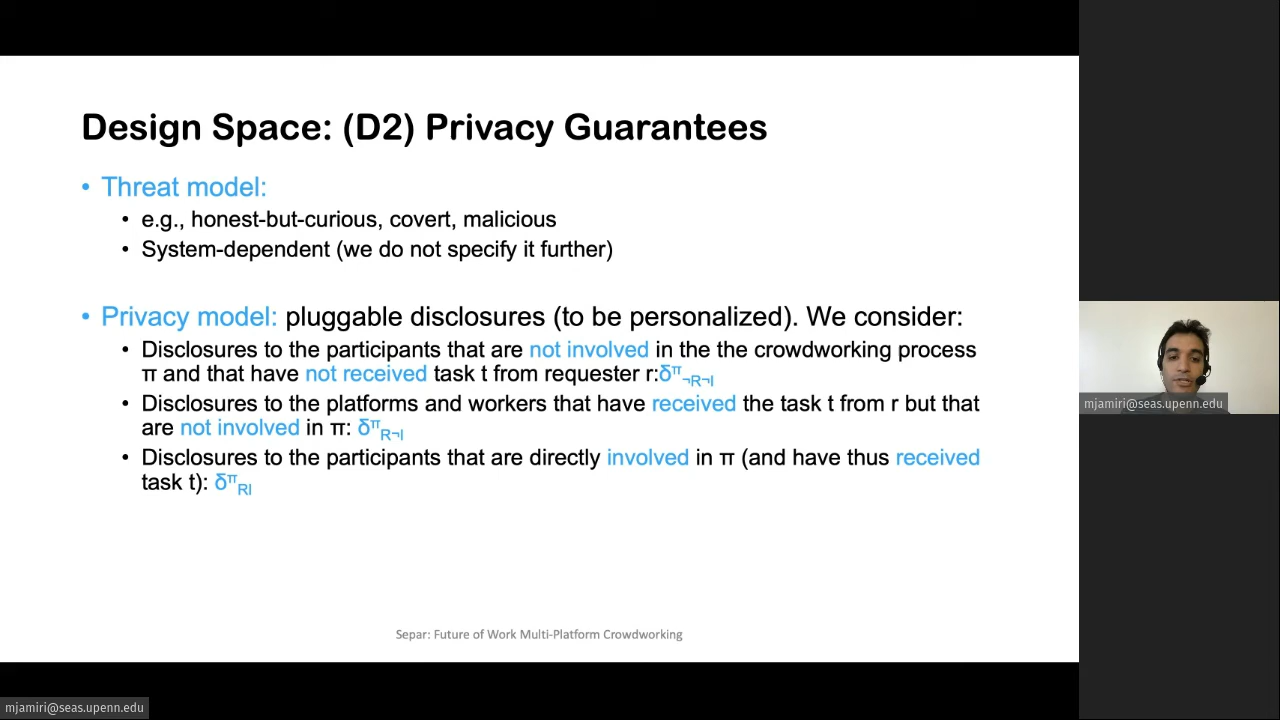 Design Space: (D2) Privacy Guarantees
• Threat model:
• e.g., honest-but-curious, covert, malicious
• System-dependent (we do not specify it further)
• Privacy model: pluggable disclosures (to be personalized). We consider:
• Disclosures to the participants that are not involved in the the crowdworking process
π and that have not received task t from requester r:δπ¬R¬I
• Disclosures to the platforms and workers that have received the task t from r but that
are not involved in π: δπR¬I
• Disclosures to the participants that are directly involved in π (and have thus received
task t): δπRI
Separ: Future of Work Multi-Platform Crowdworking
mjamiri@seas.upenn.edu
mjamiri@seas.upenn.edu